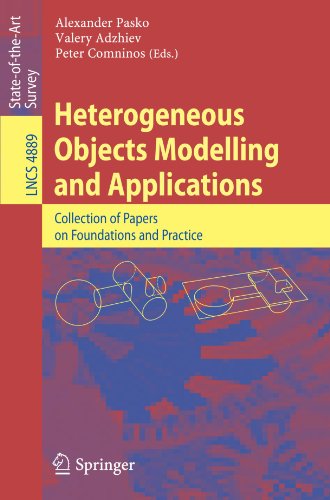 Alexander Pasko
Valery Adzhiev
Peter Comninos (Eds.)
State-of-the-Art
Survey
LNCS 4889
Heterogeneous
Objects Modelling
and Applications
Collection of Papers
on Foundations and Practice
Springer